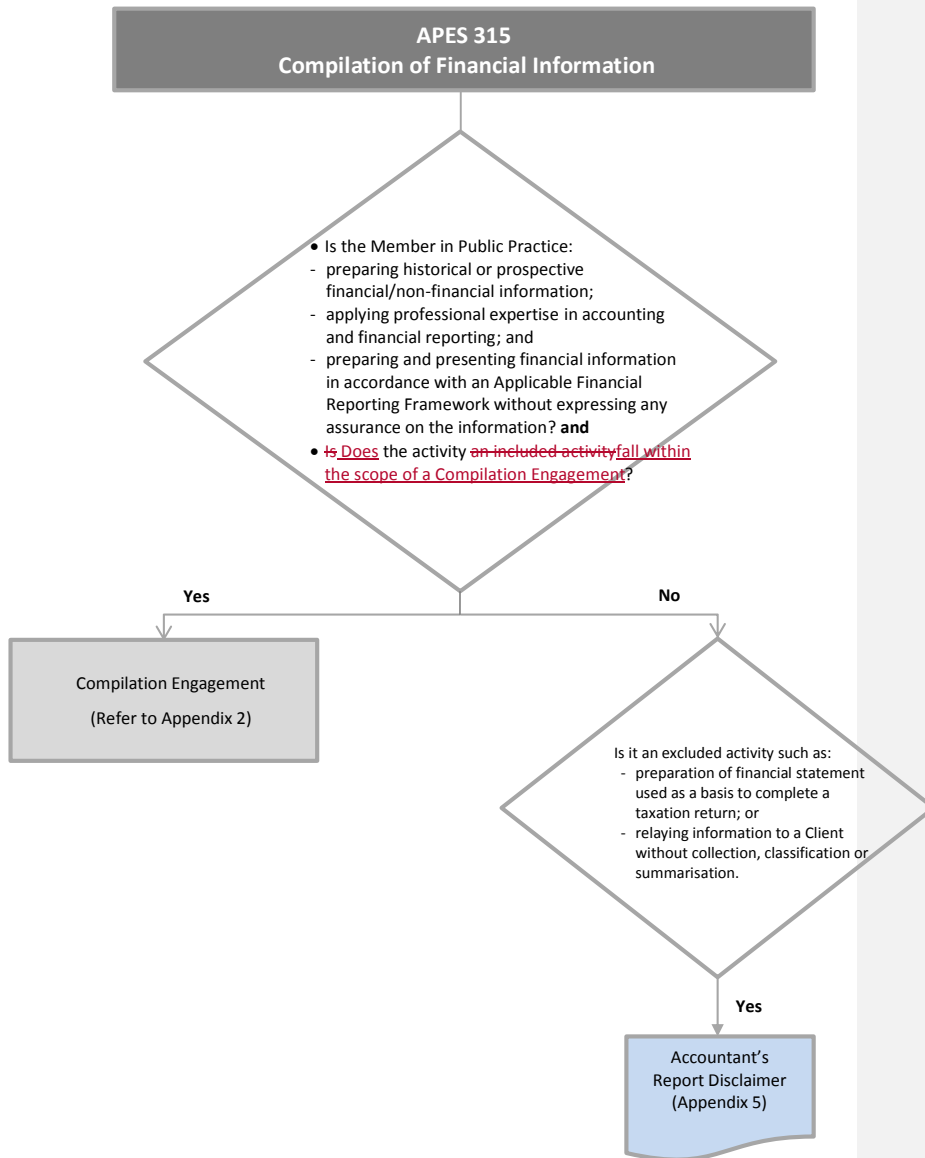 APES 315
Compilation of Financial Information
• Is the Member in Public Practice:
- preparing historical or prospective
financial/non-financial information;
- applying professional expertise in accounting
and financial reporting; and
- preparing and presenting financial information
in accordance with an Applicable Financial
Reporting Framework without expressing any
assurance on the information? and
• Is Does the activity an included activityfall within
the scope of a Compilation Engagement?
Yes
No
Compilation Engagement
(Refer to Appendix 2)
Is it an excluded activity such as:
- preparation of financial statement
used as a basis to complete a
taxation return; or
- relaying information to a Client
without collection, classification or
summarisation.
Yes
Accountant’s
Report Disclaimer
(Appendix 5)